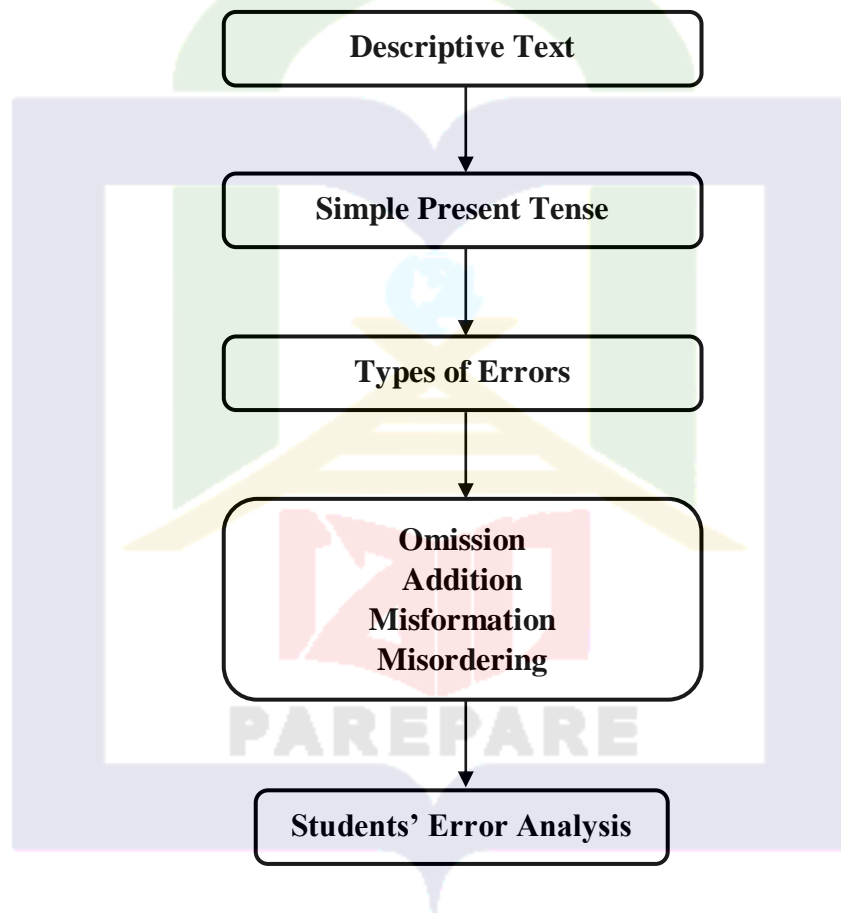 Descriptive Text
Simple Present Tense
Types of Errors
Omission
Addition
Misformation
Misordering
PAREPARE
Students’ Error Analysis